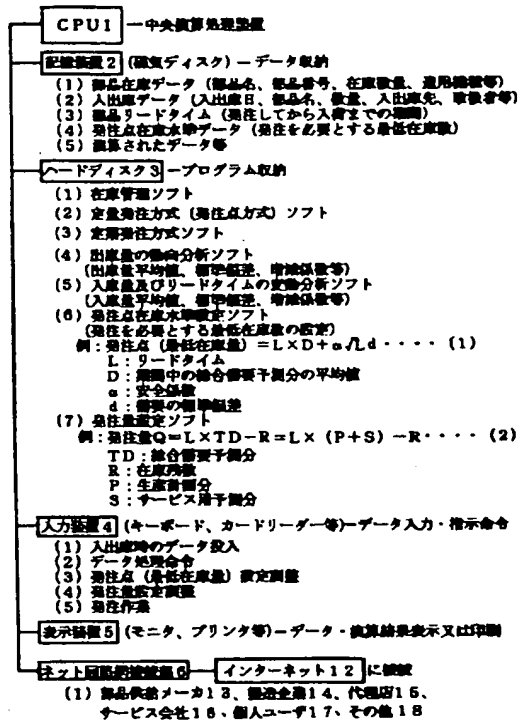 CPU1 ー中央演算処理装置
記憶装置2 (磁気ディスク) ーデータ収納
(1) 部品在庫データ (部品名、部品番号、在庫数量、適用機種等)
(2) 入出庫データ (入出庫日、部品名、数量、入出庫先、取扱者等)
(3) 部品リードタイム (発注してから入荷までの期間)
(4) 発注点在庫水準データ (発注を必要とする最低在庫数)
(5) 演算されたデータ等
ハードディスク3 ープログラム収納
(1) 在庫管理ソフト
(2) 定量発注方式 (発注点方式) ソフト
(3) 定期発注方式ソフト
(4) 出庫量の傾向分析ソフト
(出庫量平均値、標準偏差、増減係数等)
(5) 入庫量及びリードタイムの変動分析ソフト
(入庫量平均値、標準偏差、増減係数等)
(6) 発注点在庫水準設定ソフト
(発注を必要とする最低在庫数の設定)
例：発注点 (最低在庫量) =L×D+α√Ld・・・・ (1)
L：リードタイム
D：期間中の総合需要予測分の平均値
α：安全係数
d：需要の標準偏差
(7) 発注量設定ソフト
例：発注量Q=L×TD−R=L× (P+S) −R・・・・ (2)
TD：総合需要予測分
R：在庫残数
P：生産計画分
S：サービス用予測分
入力装置4 (キーボード、カードリーダー等)ーデータ入力・指示命令
(1) 入出庫時のデータ投入
(2) データ処理命令
(3) 発注点 (最低在庫量) 設定調整
(4) 発注量設定調整
(5) 発注作業
表示装置5 (モニタ、プリンタ等) ーデータ・演算結果表示又は印刷
ネット回路接続機6 インターネット12 に接続
(1) 部品供給メーカ13、製造企業14、代理店15、
サービス会社16、個人ユーザ17、その他18